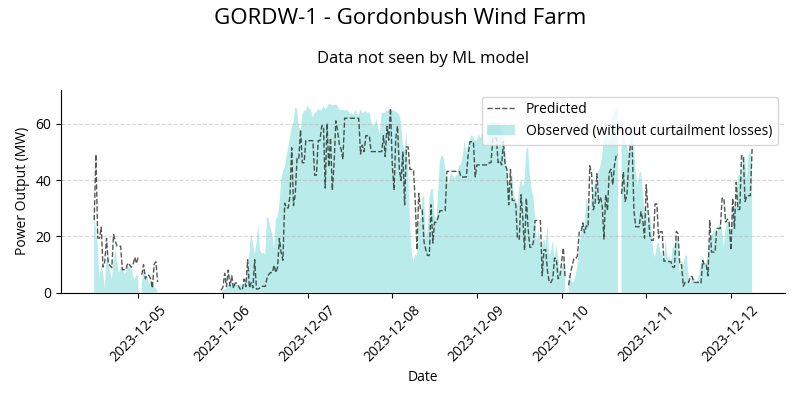 GORDW-1 - Gordonbush Wind Farm
Data not seen by ML model
Predicted
Observed (without curtailment losses)
Power Output (MW)
60
40
20
0
2023-12-05
2023-12-06
2023-12-07
2023-12-08
2023-12-09
2023-12-10
2023-12-11
2023-12-12
Date